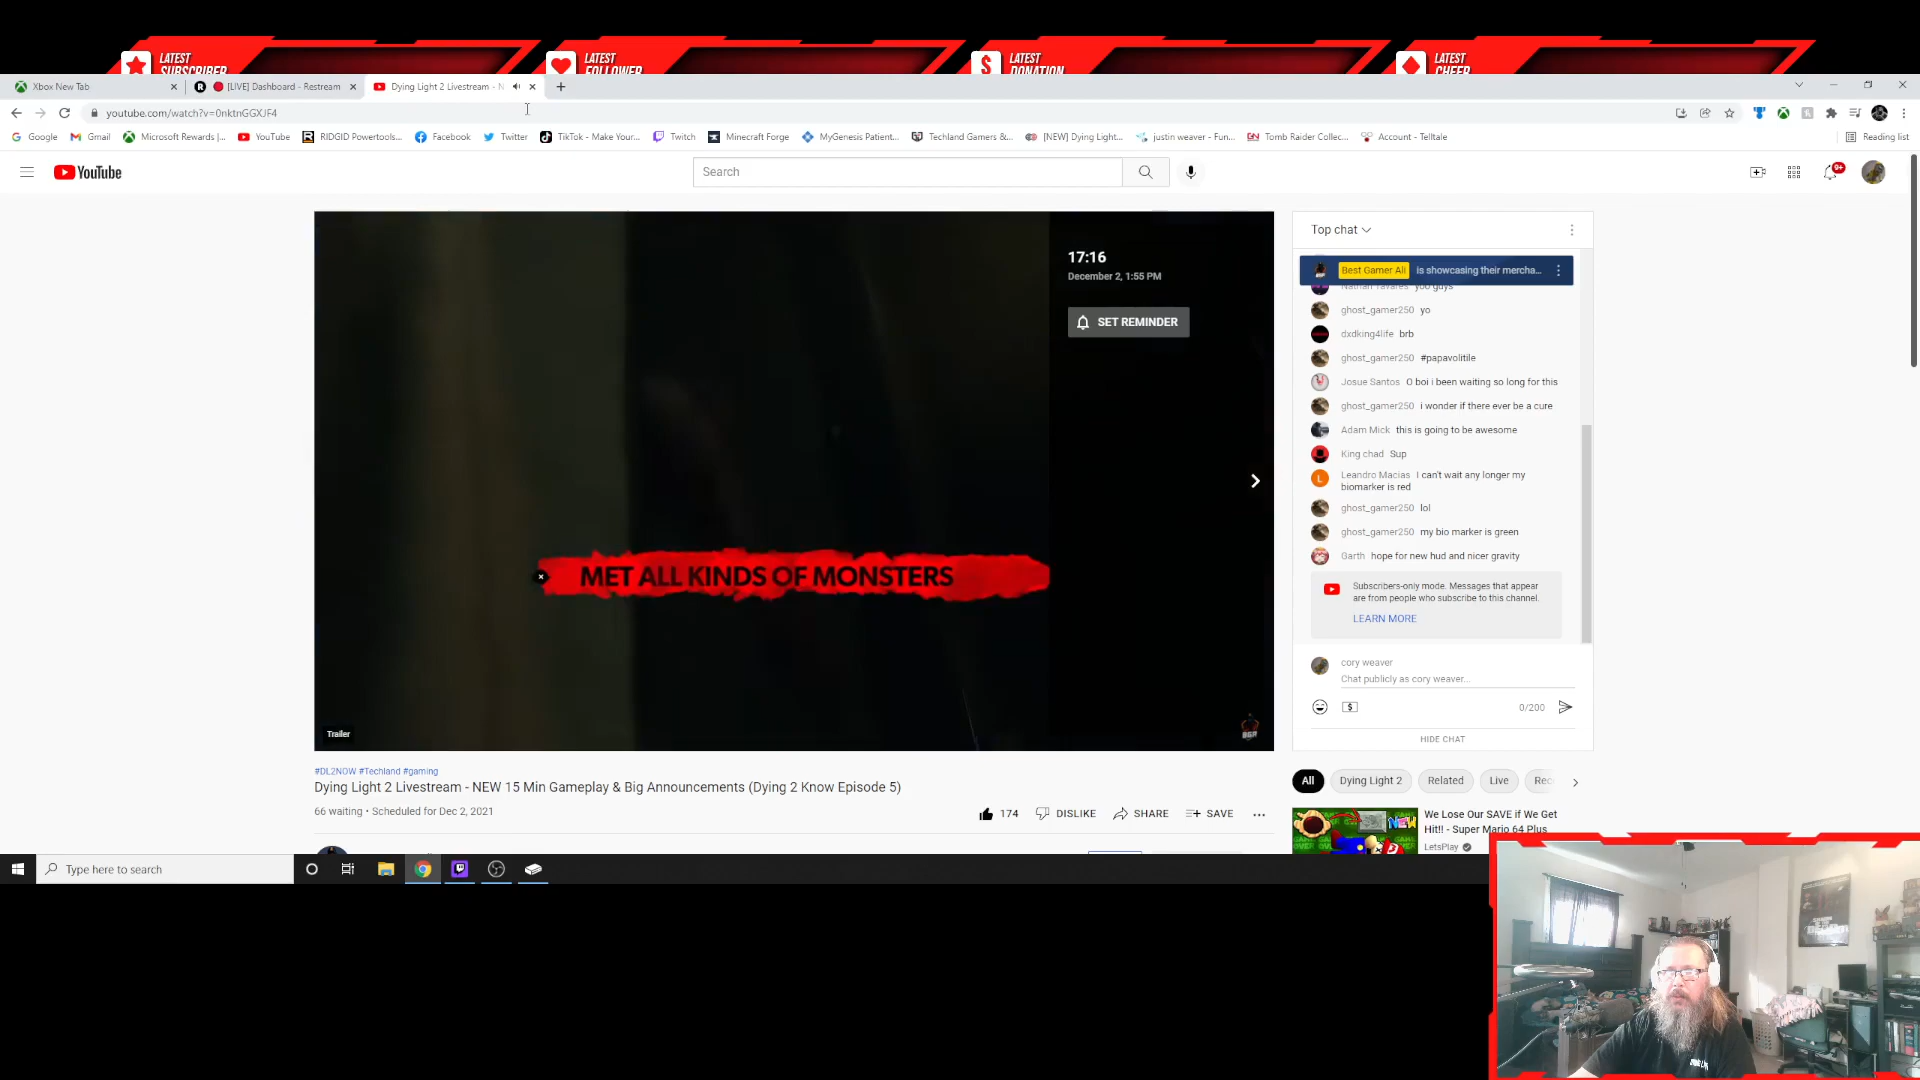 LATEST
SUBSCRIBER
LATEST
FOLLOWER
LATEST
DONATION
LATEST
CHEER
Xbox New Tab
[LIVE] Dashboard - Restream
Dying Light 2 Livestream - N
youtube.com/watch?v=0nktnGGXJF4
Google
Gmail
Microsoft Rewards |...
YouTube
RIDGID Powertools...
Facebook
Twitter
TikTok - Make Your...
Twitch
Minecraft Forge
MyGenesis Patient...
Techland Gamers &...
[NEW] Dying Light...
justin weaver - Fun...
Tomb Raider Collec...
Account - Telltale
Reading list
YouTube
Search
9+
17:16
December 2, 1:55 PM
SET REMINDER
MET ALL KINDS OF MONSTERS
Trailer
Top chat
Best Gamer Ali is showcasing their mercha...
Nathan Tavares yoo guys
ghost_gamer250 yo
dxdking4life brb
ghost_gamer250 #papavolitile
Josue Santos O boi i been waiting so long for this
ghost_gamer250 i wonder if there ever be a cure
Adam Mick this is going to be awesome
King chad Sup
L
Leandro Macias I can't wait any longer my
biomarker is red
ghost_gamer250 lol
ghost_gamer250 my bio marker is green
Garth hope for new hud and nicer gravity
Subscribers-only mode. Messages that appear
are from people who subscribe to this channel.
LEARN MORE
cory weaver
Chat publicly as cory weaver...
0/200
HIDE CHAT
#DL2NOW #Techland #gaming
Dying Light 2 Livestream - NEW 15 Min Gameplay & Big Announcements (Dying 2 Know Episode 5)
66 waiting • Scheduled for Dec 2, 2021
174
DISLIKE
SHARE
SAVE
All
Dying Light 2
Related
Live
Rec
NEW
We Lose Our SAVE if We Get
Hit!! - Super Mario 64 Plus
LetsPlay
Type here to search